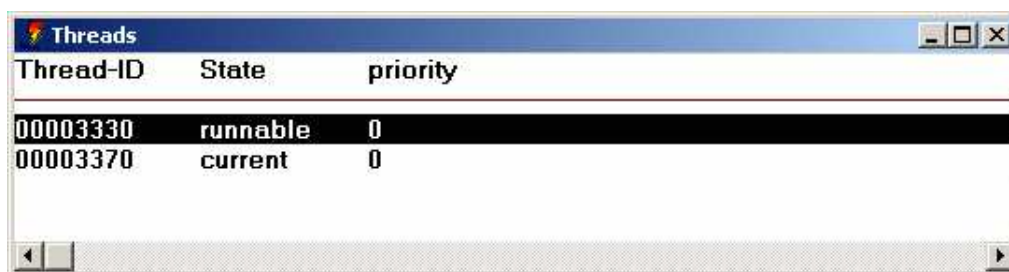 Threads
Thread-ID State priority
00003330 runnable 0
00003370 current 0